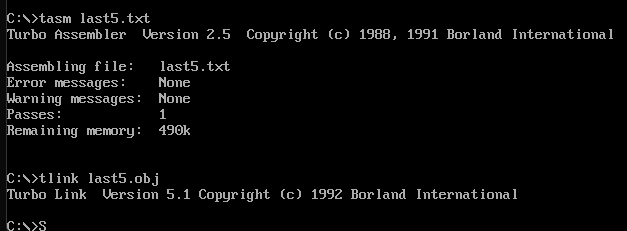 C:\>tasm last5.txt
Turbo Assembler  Version 2.5  Copyright (c) 1988, 1991 Borland International
Assembling file:   last5.txt
Error messages:    None
Warning messages:  None
Passes:            1
Remaining memory:  490k
C:\>tlink last5.obj
Turbo Link  Version 5.1 Copyright (c) 1992 Borland International
C:\>S